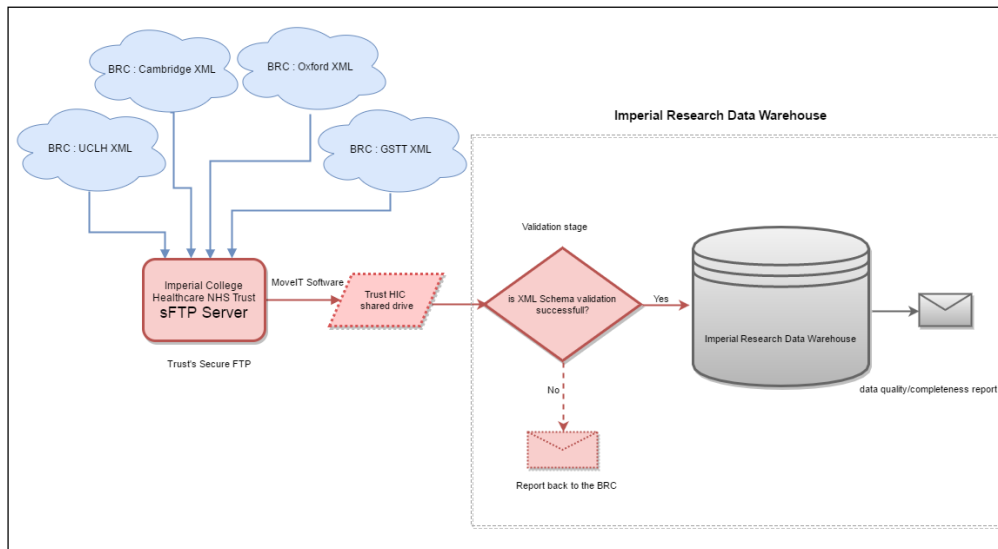 BRC : Cambridge XML
BRC : Oxford XML
BRC : UCLH XML
BRC : GSTT XML
Imperial Research Data Warehouse
Imperial College
Healthcare NHS Trust
sFTP Server
Trust's Secure FTP
MoveIT Software
Trust HIC
shared drive
Validation stage
is XML Schema validation
successfull?
Yes
No
Report back to the BRC
Imperial Research Data Warehouse
data quality/completeness report